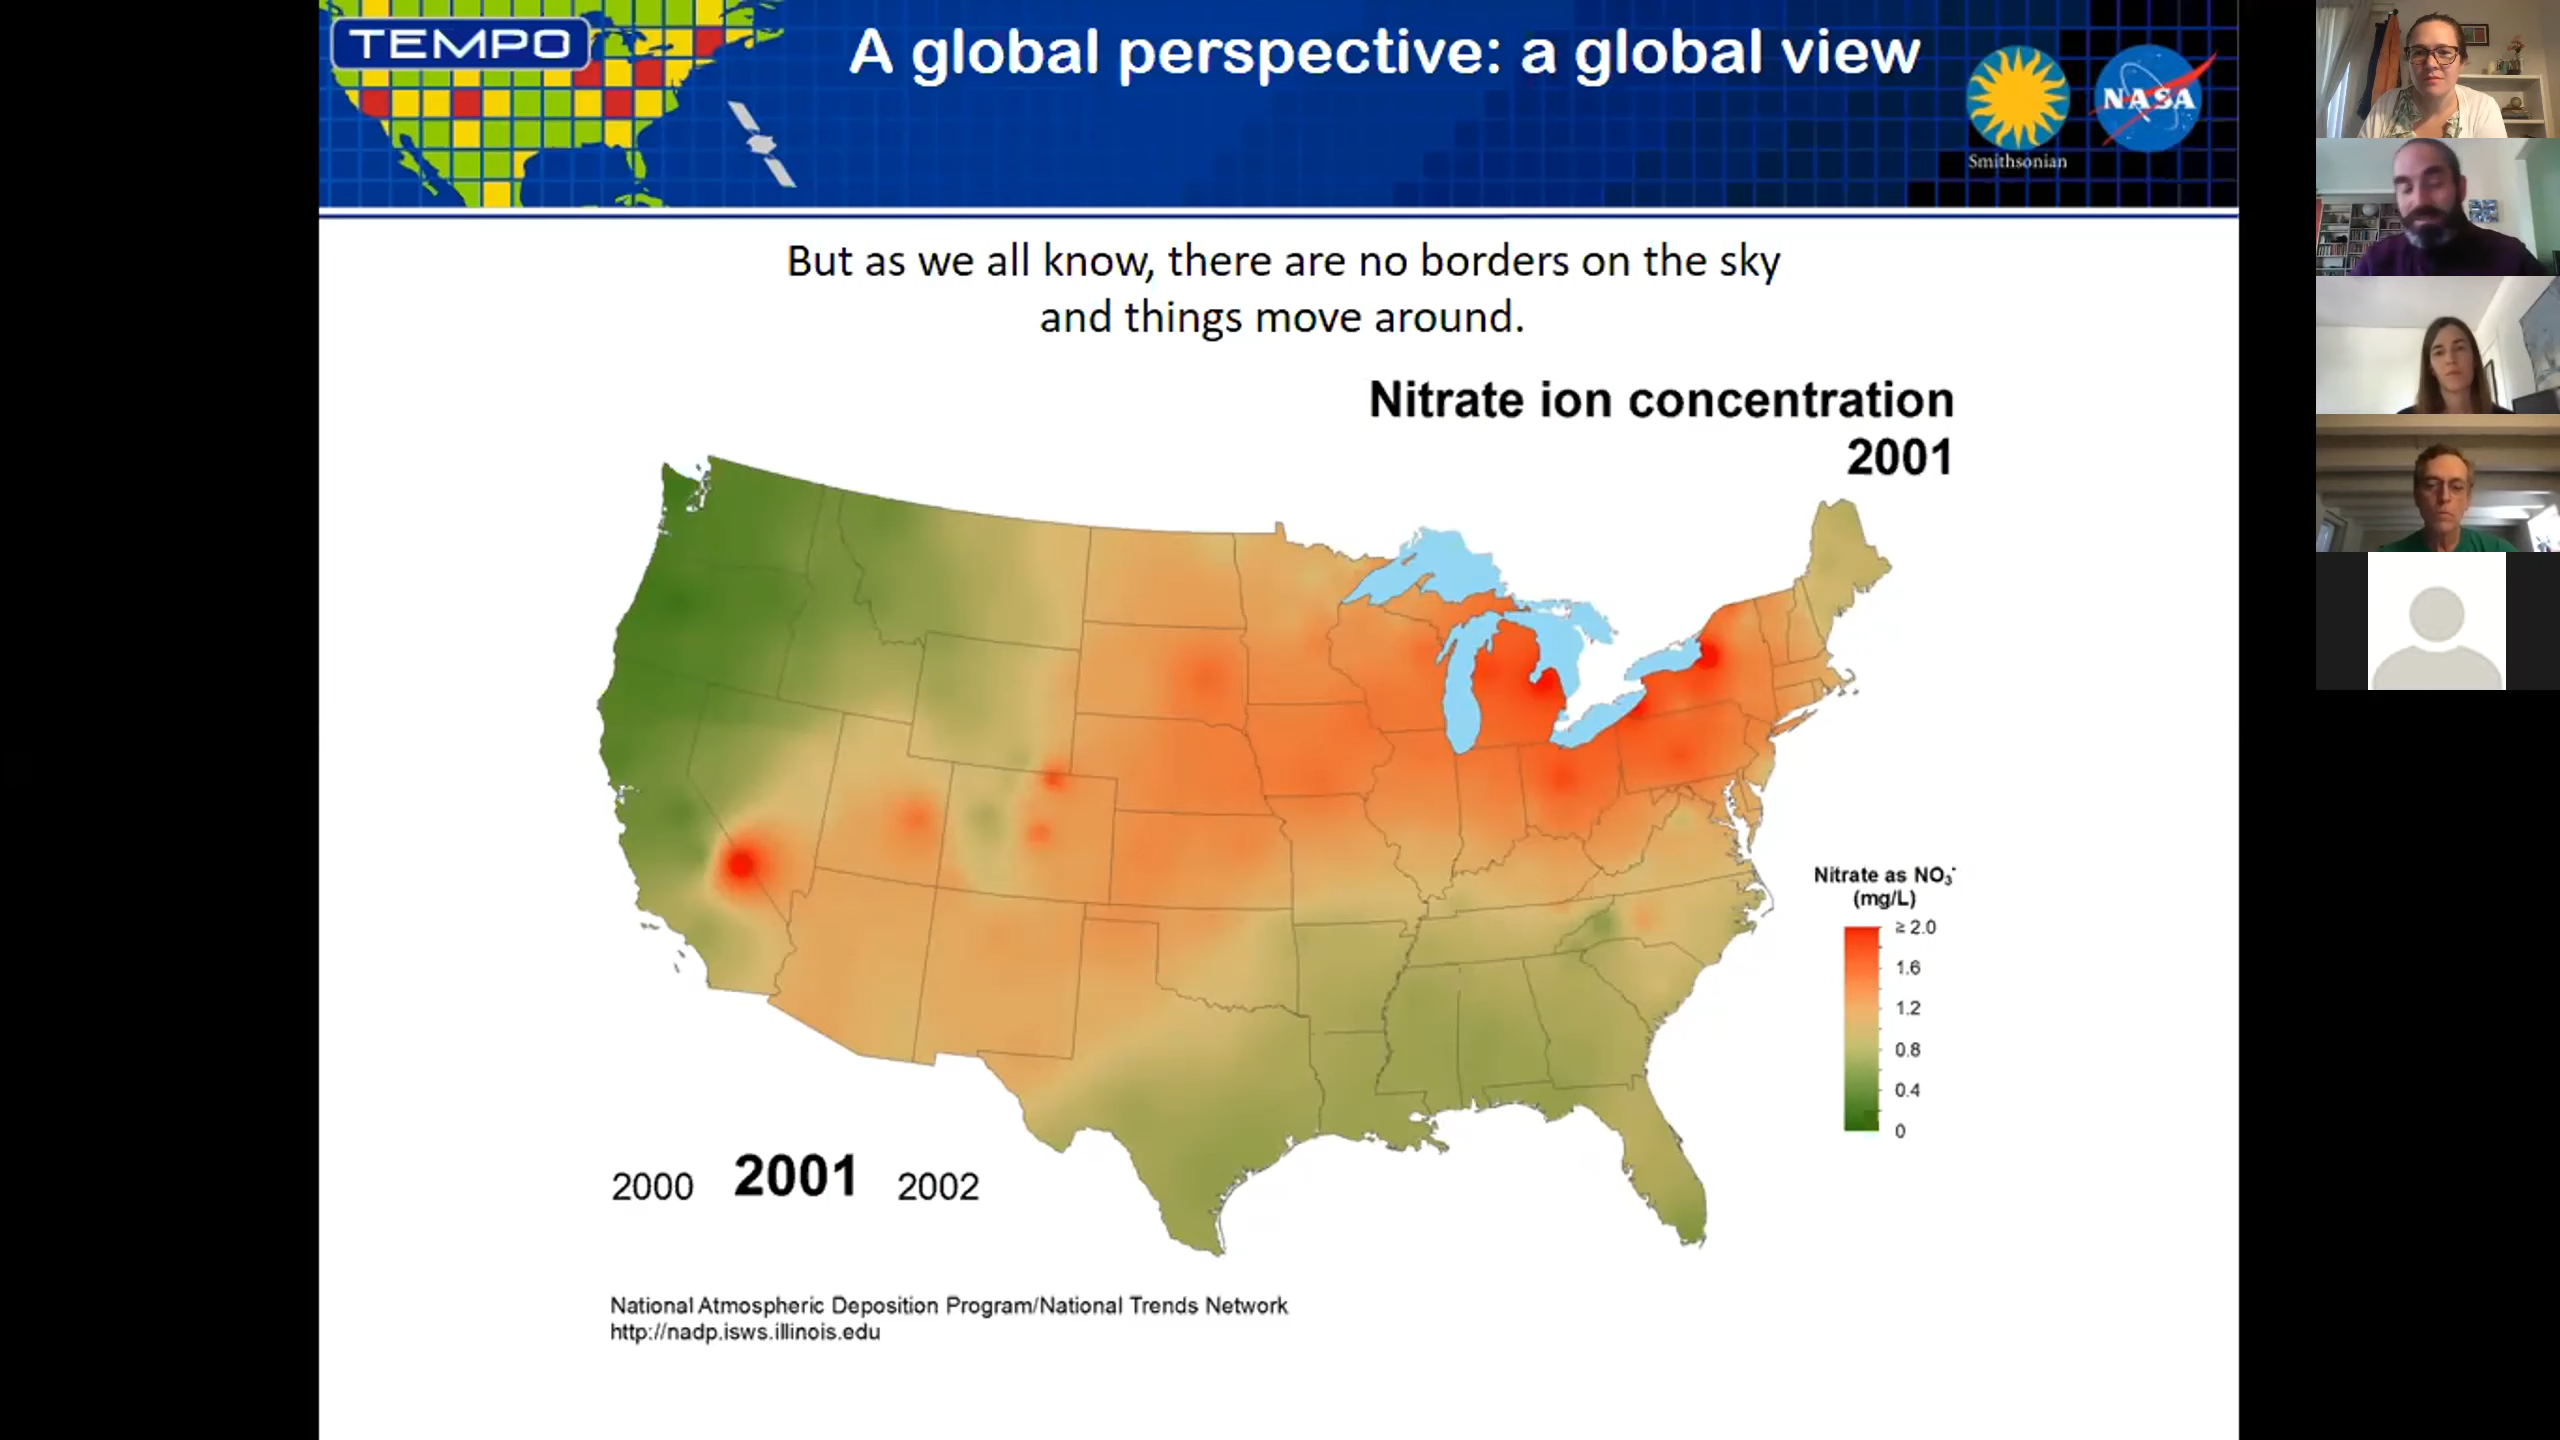 TEMPO
A global perspective: a global view
Smithsonian
NASA
But as we all know, there are no borders on the sky
and things move around.
Nitrate ion concentration
2001
Nitrate as NO₃⁻
(mg/L)
≥ 2.0
1.6
1.2
0.8
0.4
0
2000 2001 2002
National Atmospheric Deposition Program/National Trends Network
http://nadp.isws.illinois.edu